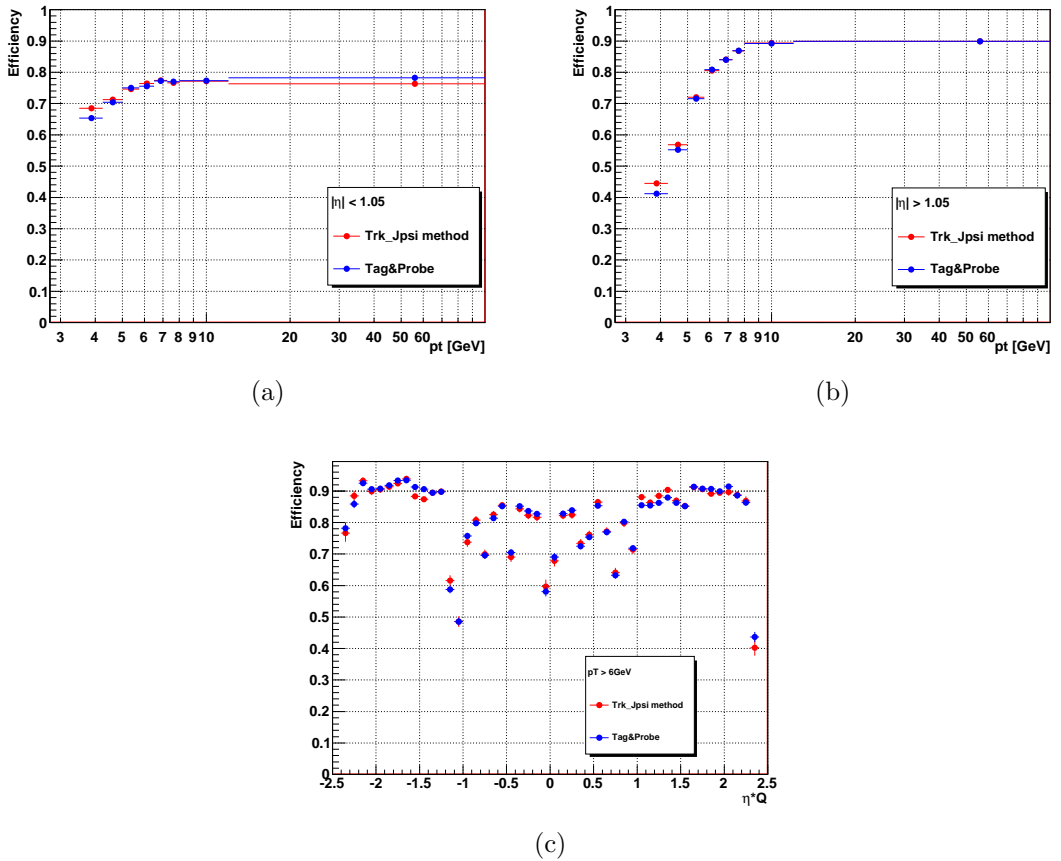 Efficiency
1
0.9
0.8
0.7
0.6
0.5
0.4
0.3
0.2
0.1
0
|η| < 1.05
Trk_Jpsi method
Tag&Probe
3 4 5 6 7 8 910 20 30 40 50 60
pt [GeV]
(a)
Efficiency
1
0.9
0.8
0.7
0.6
0.5
0.4
0.3
0.2
0.1
0
|η| > 1.05
Trk_Jpsi method
Tag&Probe
3 4 5 6 7 8 910 20 30 40 50 60
pt [GeV]
(b)
Efficiency
0.9
0.8
0.7
0.6
0.5
0.4
0.3
0.2
0.1
0
pT > 6GeV
Trk_Jpsi method
Tag&Probe
-2.5 -2 -1.5 -1 -0.5 0 0.5 1 1.5 2 2.5
η*Q
(c)